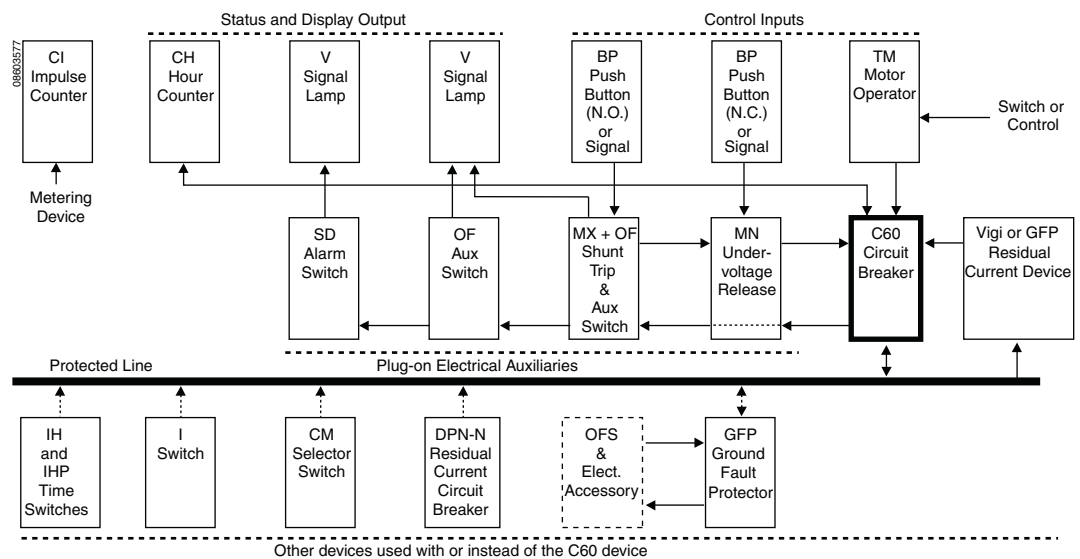 Status and Display Output
Control Inputs
08603577
CI
Impulse
Counter
CH
Hour
Counter
V
Signal
Lamp
V
Signal
Lamp
BP
Push
Button
(N.O.)
or
Signal
BP
Push
Button
(N.C.) or
Signal
TM
Motor
Operator
Switch or
Control
Metering
Device
SD
Alarm
Switch
OF
Aux
Switch
MX + OF
Shunt
Trip
&
Aux
Switch
MN
Under-
voltage
Release
C60
Circuit
Breaker
Vigi or GFP
Residual
Current Device
Protected Line
Plug-on Electrical Auxiliaries
IH
and
IHP
Time
Switches
I
Switch
CM
Selector
Switch
DPN-N
Residual
Current
Circuit
Breaker
OFS
&
Elect.
Accessory
GFP
Ground
Fault
Protector
Other devices used with or instead of the C60 device